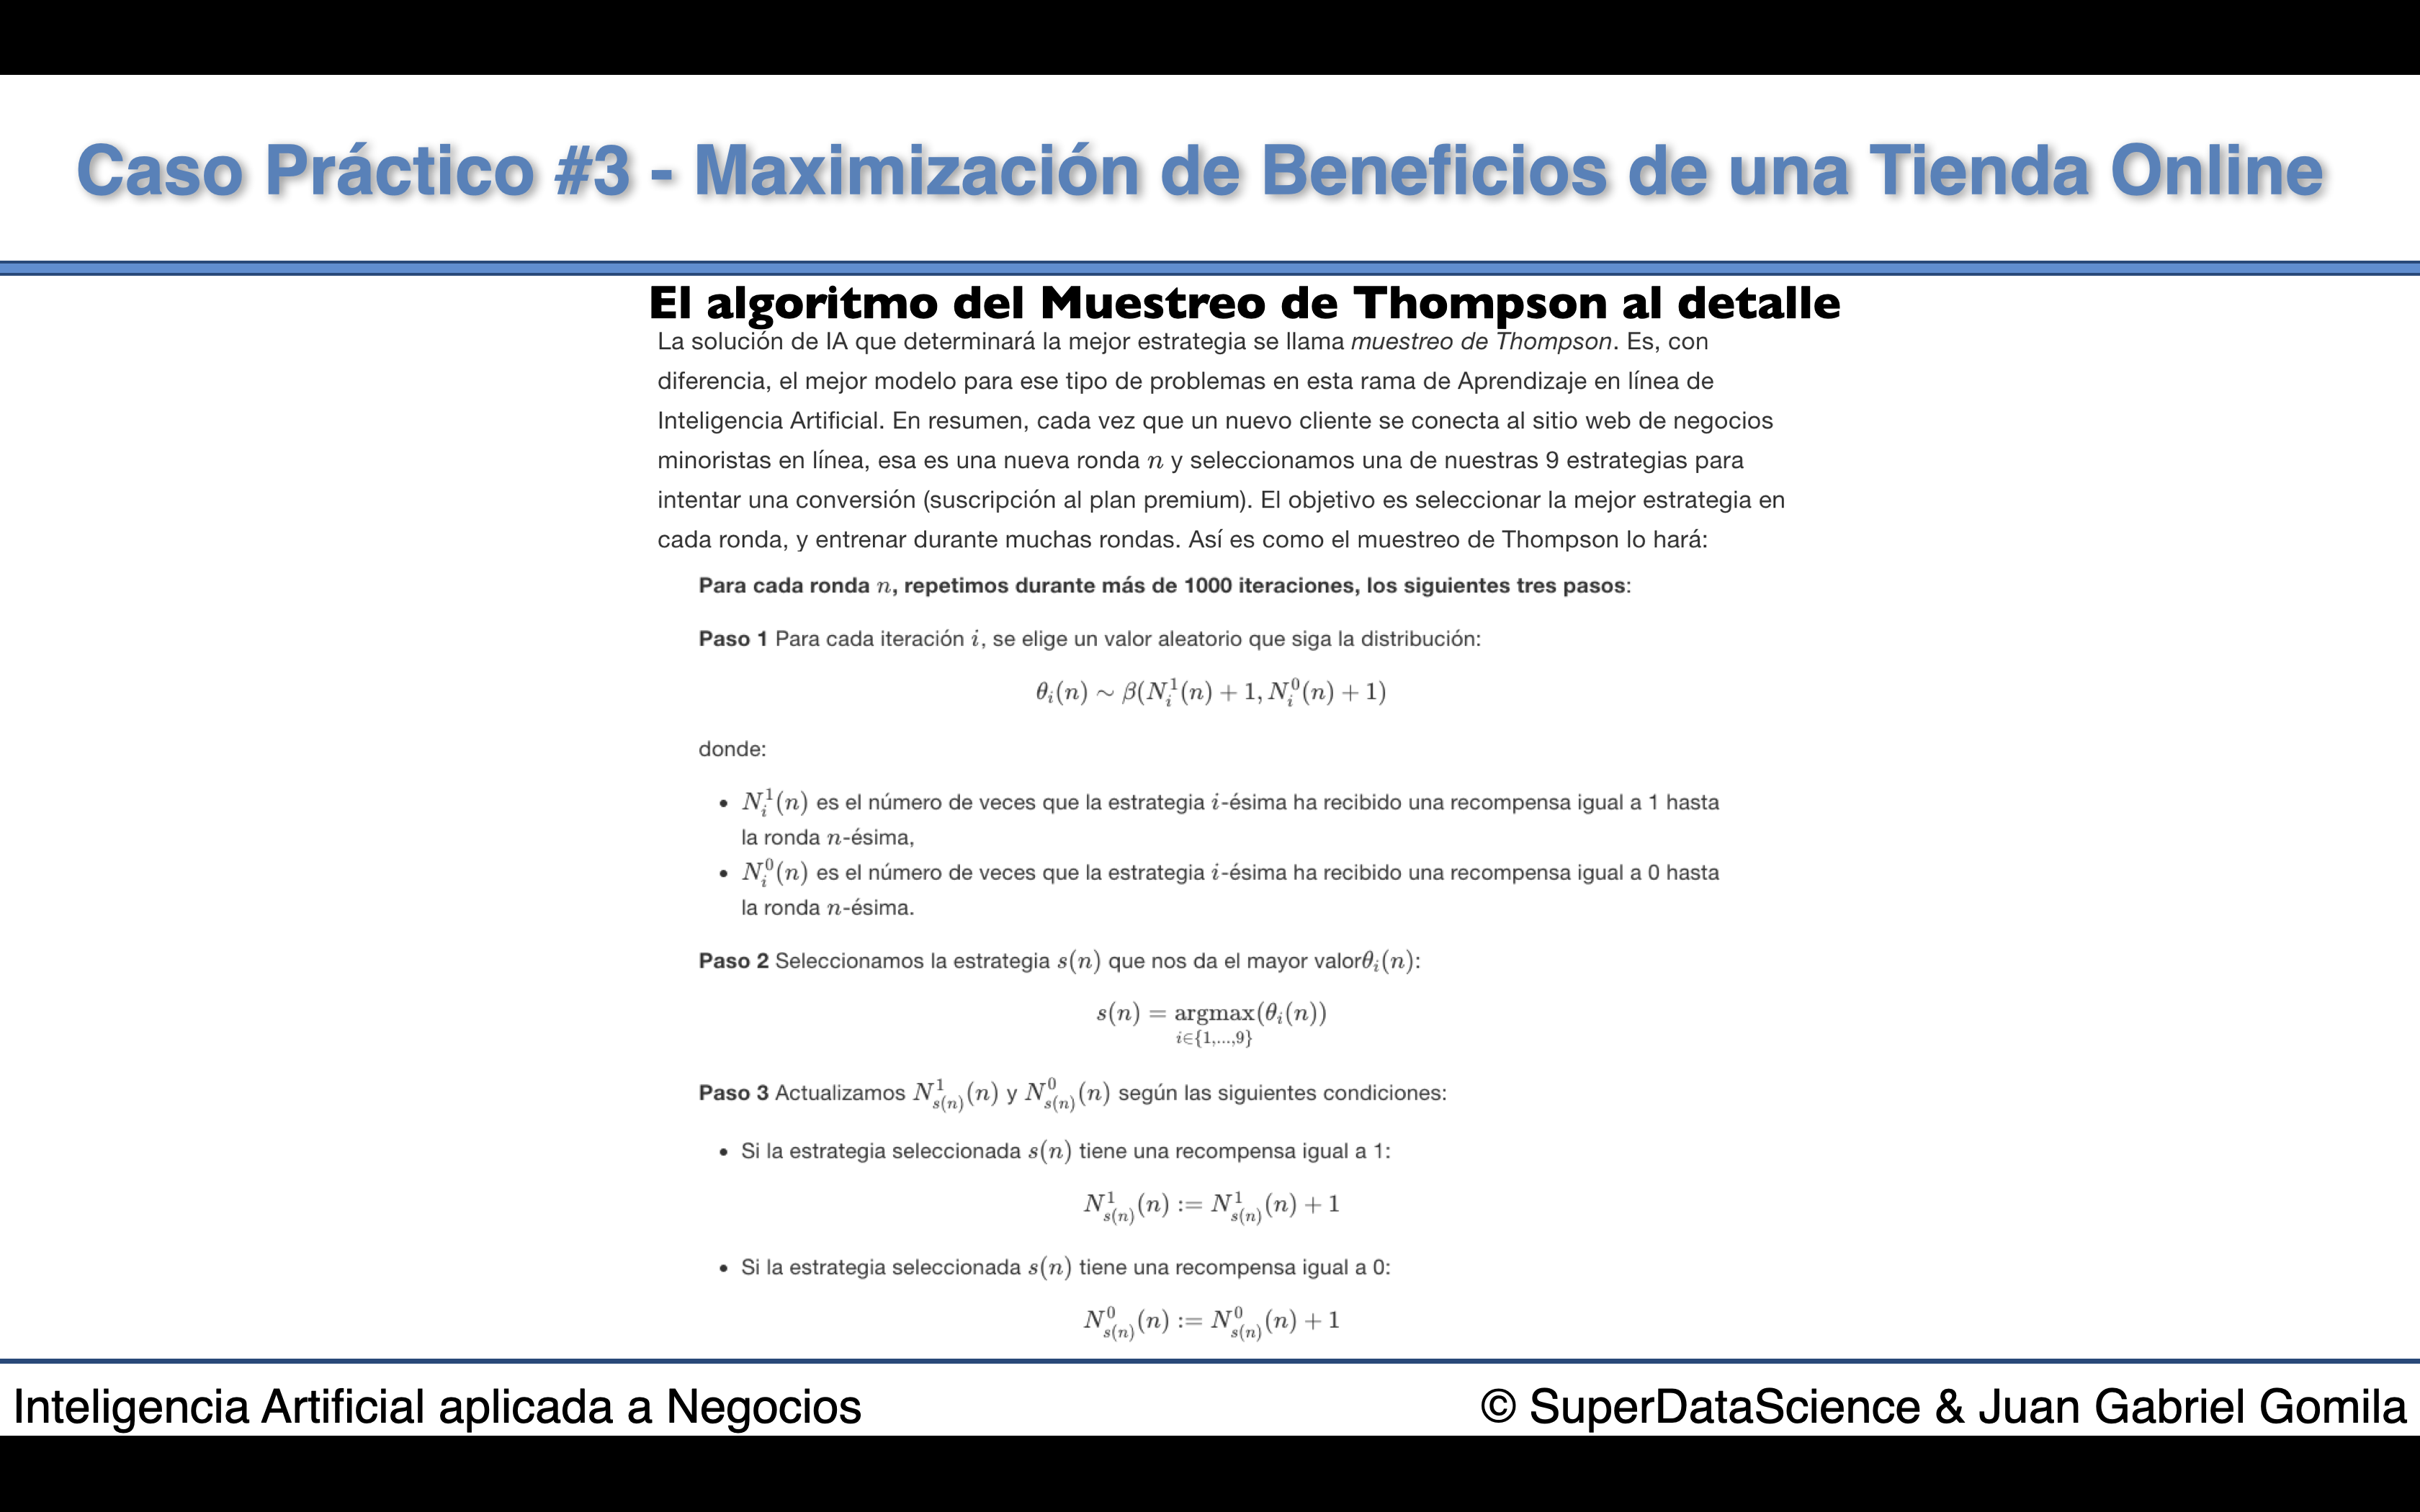 Caso Práctico #3 - Maximización de Beneficios de una Tienda Online
El algoritmo del Muestreo de Thompson al detalle
La solución de IA que determinará la mejor estrategia se llama muestreo de Thompson. Es, con
diferencia, el mejor modelo para ese tipo de problemas en esta rama de Aprendizaje en línea de
Inteligencia Artificial. En resumen, cada vez que un nuevo cliente se conecta al sitio web de negocios
minoristas en línea, esa es una nueva ronda n y seleccionamos una de nuestras 9 estrategias para
intentar una conversión (suscripción al plan premium). El objetivo es seleccionar la mejor estrategia en
cada ronda, y entrenar durante muchas rondas. Así es como el muestreo de Thompson lo hará:
Para cada ronda n, repetimos durante más de 1000 iteraciones, los siguientes tres pasos:
Paso 1 Para cada iteración i, se elige un valor aleatorio que siga la distribución:
θ_i(n) ∼ β(N_i^1(n) + 1, N_i^0(n) + 1)
donde:
• N_i^1(n) es el número de veces que la estrategia i-ésima ha recibido una recompensa igual a 1 hasta
la ronda n-ésima,
• N_i^0(n) es el número de veces que la estrategia i-ésima ha recibido una recompensa igual a 0 hasta
la ronda n-ésima.
Paso 2 Seleccionamos la estrategia s(n) que nos da el mayor valorθ_i(n):
s(n) = argmax(θ_i(n))
i∈{1,...,9}
Paso 3 Actualizamos N_{s(n)}^1(n) y N_{s(n)}^0(n) según las siguientes condiciones:
• Si la estrategia seleccionada s(n) tiene una recompensa igual a 1:
N_{s(n)}^1(n) := N_{s(n)}^1(n) + 1
• Si la estrategia seleccionada s(n) tiene una recompensa igual a 0:
N_{s(n)}^0(n) := N_{s(n)}^0(n) + 1
Inteligencia Artificial aplicada a Negocios
© SuperDataScience & Juan Gabriel Gomila